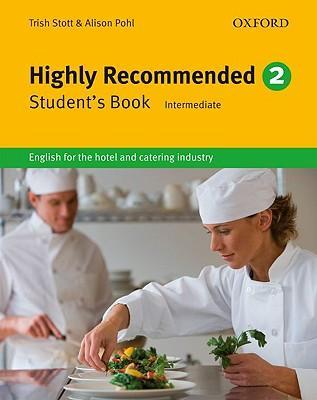 Trish Stott & Alison Pohl
OXFORD
Highly Recommended 2
Student's Book Intermediate
English for the hotel and catering industry